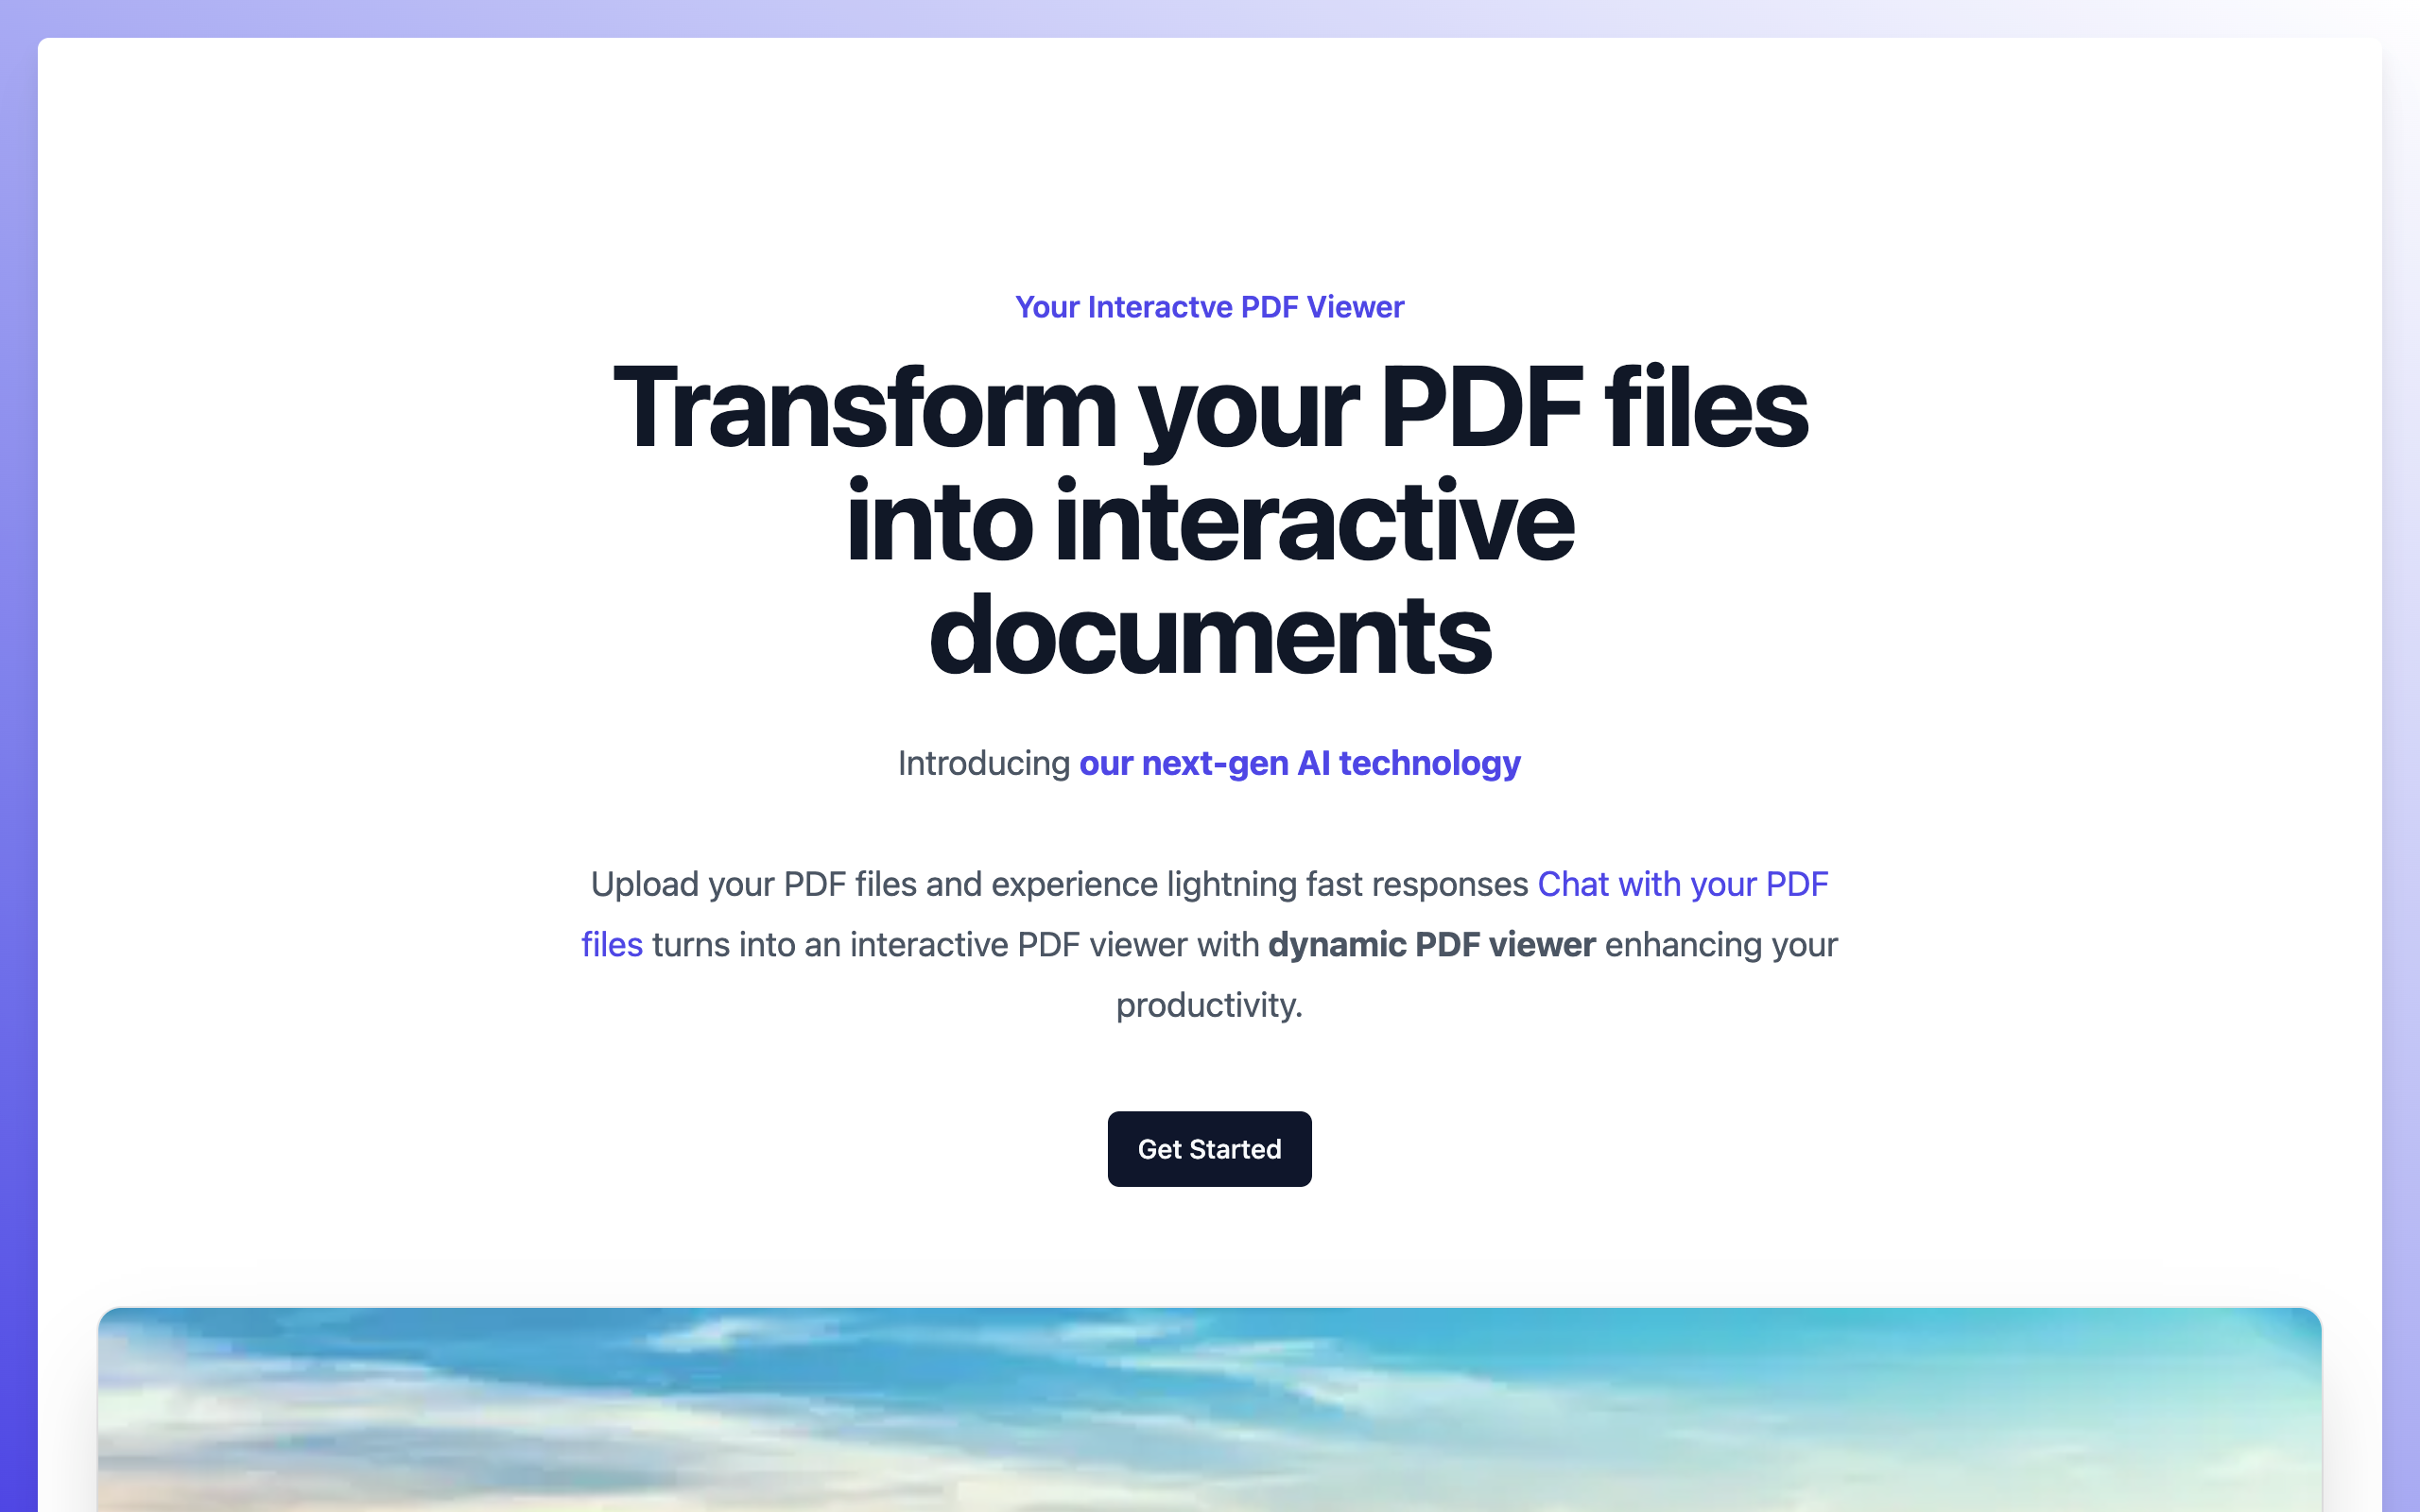 Your Interactve PDF Viewer
Transform your PDF files
into interactive
documents
Introducing our next-gen AI technology
Upload your PDF files and experience lightning fast responses Chat with your PDF
files turns into an interactive PDF viewer with dynamic PDF viewer enhancing your
productivity.
Get Started